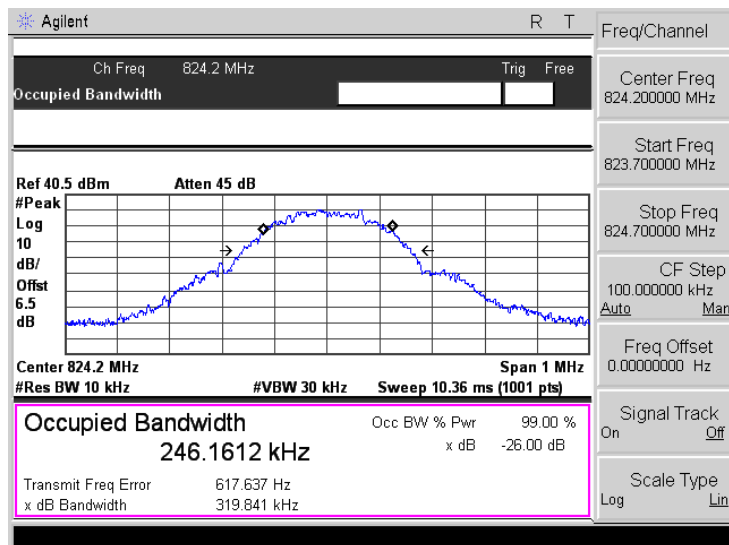 Agilent R T
Freq/Channel
Ch Freq 824.2 MHz Trig Free
Occupied Bandwidth
Center Freq
824.200000 MHz
Start Freq
823.700000 MHz
Stop Freq
824.700000 MHz
CF Step
100.000000 kHz
Auto Man
Freq Offset
0.00000000 Hz
Signal Track
On Off
Scale Type
Log Lin
Ref 40.5 dBm Atten 45 dB
#Peak
Log
10
dB/
Offst
6.5
dB
Center 824.2 MHz Span 1 MHz
#Res BW 10 kHz #VBW 30 kHz Sweep 10.36 ms (1001 pts)
Occupied Bandwidth Occ BW % Pwr 99.00 %
246.1612 kHz x dB -26.00 dB
Transmit Freq Error 617.637 Hz
x dB Bandwidth 319.841 kHz